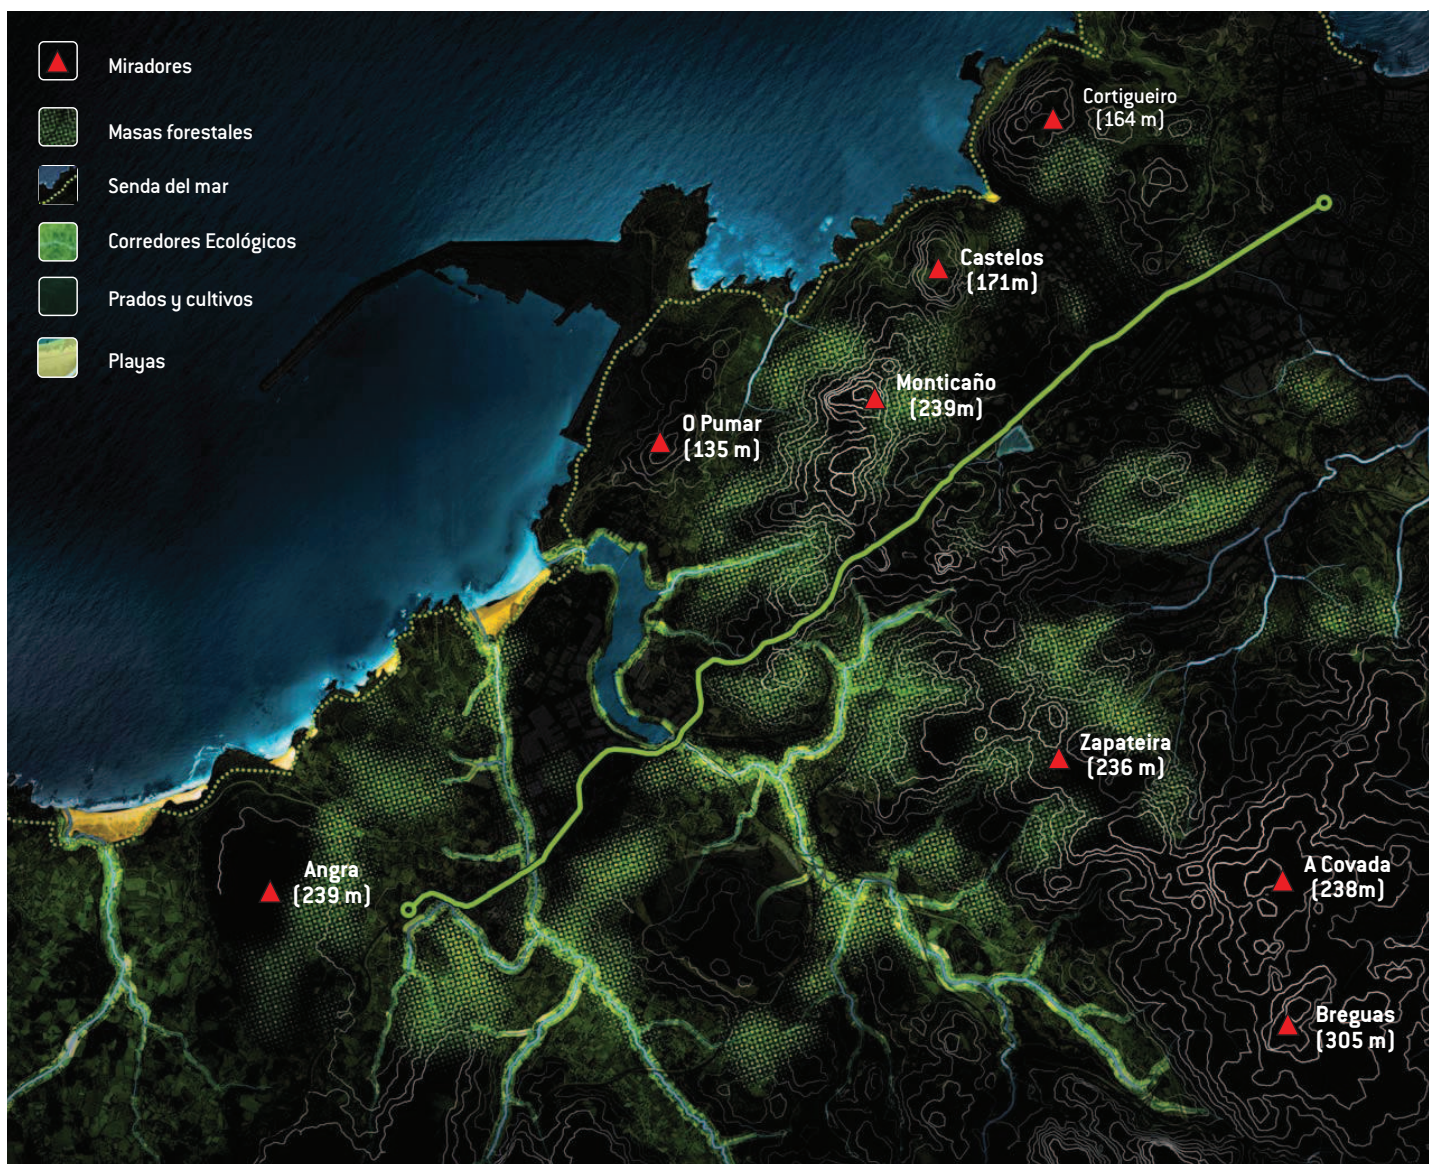 Miradores
Masas forestales
Senda del mar
Corredores Ecológicos
Prados y cultivos
Playas
Cortigueiro
(164 m)
Castelos
(171m)
Monticaño
(239m)
O Pumar
(135 m)
Zapateira
(236 m)
Angra
(239 m)
A Covada
(238m)
Breguas
(305 m)